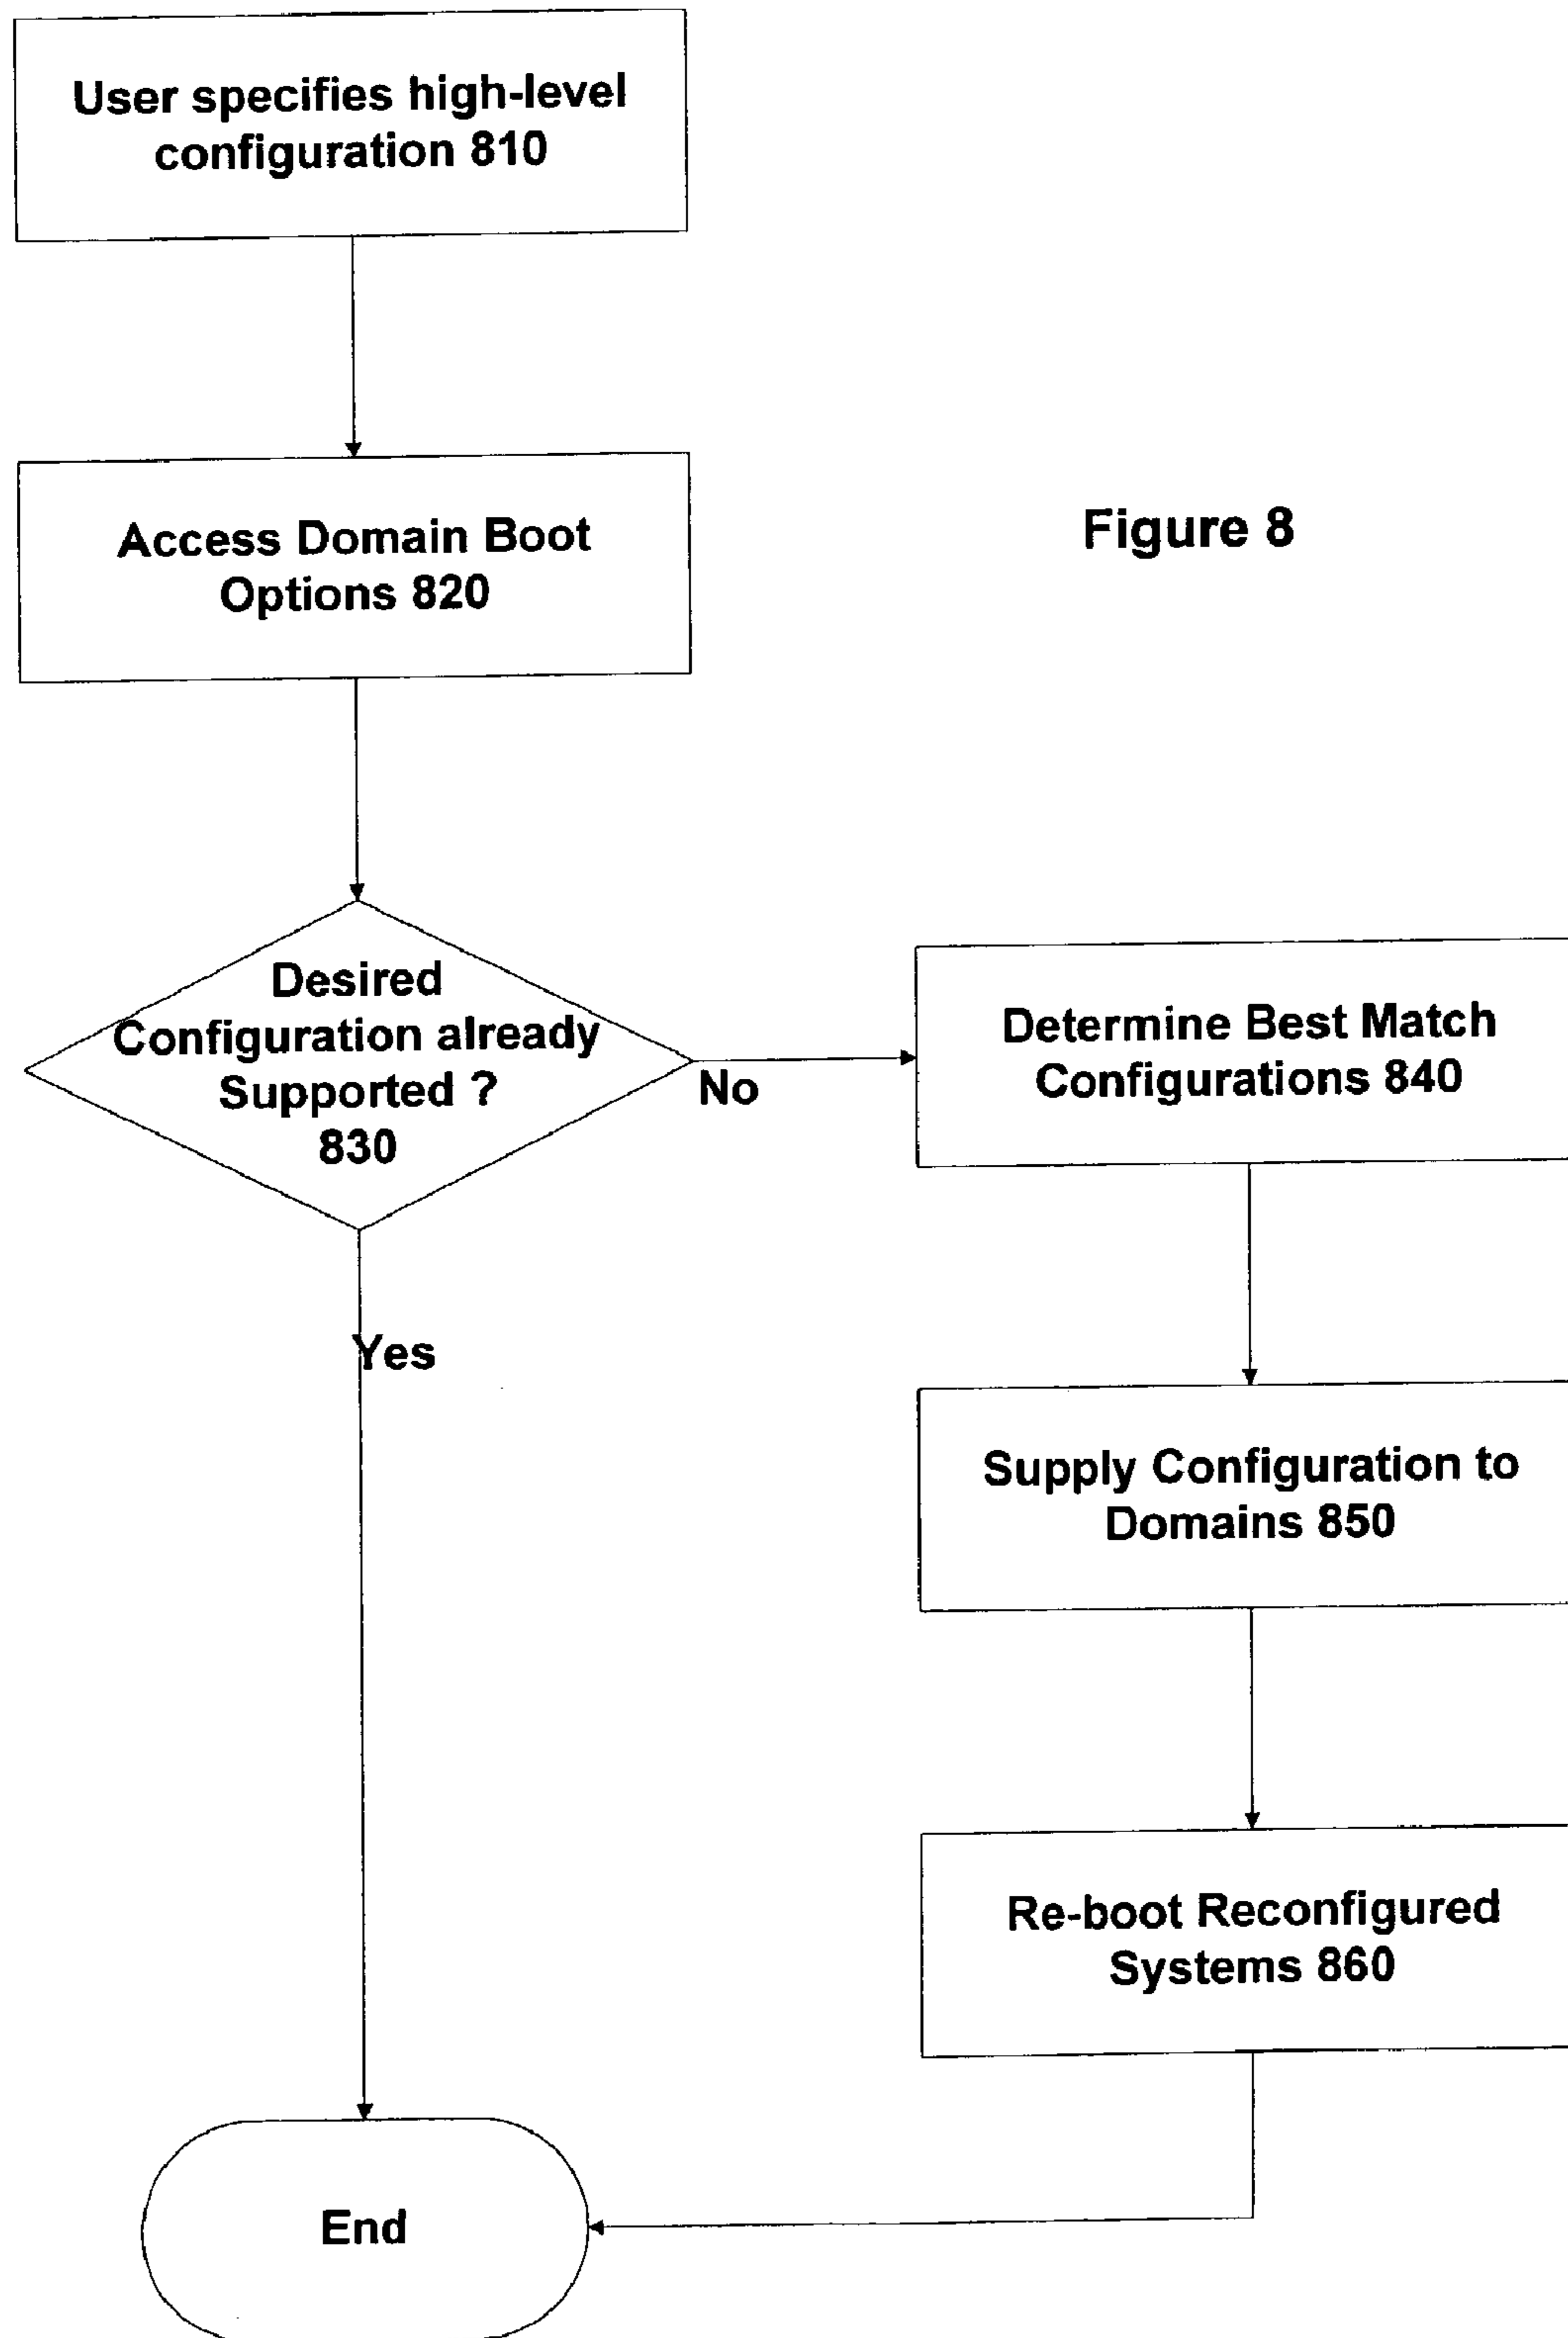 User specifies high-level
configuration 810
Access Domain Boot
Options 820
Figure 8
Desired
Configuration already
Supported ?
830
No
Yes
Determine Best Match
Configurations 840
Supply Configuration to
Domains 850
Re-boot Reconfigured
Systems 860
End